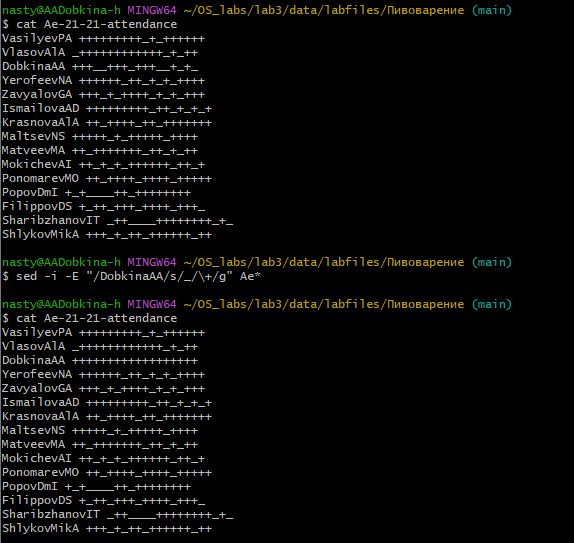 nasty@AADobkina-h MINGW64 ~/OS_labs/lab3/data/labfiles/Пивоварение (main)
$ cat Ae-21-21-attendance
VasilyevPA +++++++++_+_++++++
VlasovAlA _++++++++++++_+_++
DobkinaAA +++__+++_+++__+_+_
YerofeevNA ++++++_++_+_+_++++
ZavyalovGA +++_+_++++_+_+_+++
IsmailovaAD ++++++++++_++_+_+_+
KrasnovaAlA ++_++++_++_+++++++
MaltsevNS +++++_+_+++++_++++
MatveevMA ++_+++++++_++_+_++
MokichevAI ++_+_+_++++++_++_+
PonomarevMO ++_++++_++++_+++++
PopovDmI +_+____++_++++++++
FilippovDS +_++_+++_++++_+++_
SharibzhanovIT _++____++++++++_+_
ShlykovMikA +++_+_++_++++++_++

nasty@AADobkina-h MINGW64 ~/OS_labs/lab3/data/labfiles/Пивоварение (main)
$ sed -i -E "/DobkinaAA/s/_/\+/g" Ae*

nasty@AADobkina-h MINGW64 ~/OS_labs/lab3/data/labfiles/Пивоварение (main)
$ cat Ae-21-21-attendance
VasilyevPA +++++++++_+_++++++
VlasovAlA _++++++++++++_+_++
DobkinaAA ++++++++++++++++++
YerofeevNA ++++++_++_+_+_++++
ZavyalovGA +++_+_++++_+_+_+++
IsmailovaAD ++++++++++_++_+_+_+
KrasnovaAlA ++_++++_++_+++++++
MaltsevNS +++++_+_+++++_++++
MatveevMA ++_+++++++_++_+_++
MokichevAI ++_+_+_++++++_++_+
PonomarevMO ++_++++_++++_+++++
PopovDmI +_+____++_++++++++
FilippovDS +_++_+++_++++_+++_
SharibzhanovIT _++____++++++++_+_
ShlykovMikA +++_+_++_++++++_++